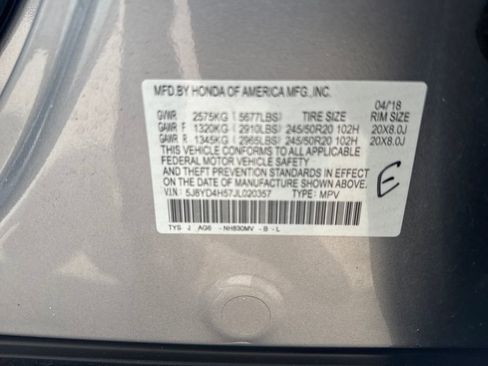 MFD.BY HONDA OF AMERICA MFG.,INC.
04/18
GVWR 2575KG ( 5677LBS) TIRE SIZE RIM SIZE
GAWR F 1320KG ( 2910LBS) 245/50R20 102H 20X8.0J
GAWR R 1345KG ( 2965LBS) 245/50R20 102H 20X8.0J
THIS VEHICLE CONFORMS TO ALL APPLICABLE
FEDERAL MOTOR VEHICLE SAFETY
AND THEFT PREVENTION STANDARDS IN EFFECT ON
THE DATE OF MANUFACTURE SHOWN ABOVE.
V.I.N: 5J8YD4H57JL020357 TYPE: MPV
E
TYS J AG6 -NH830MV -B -L